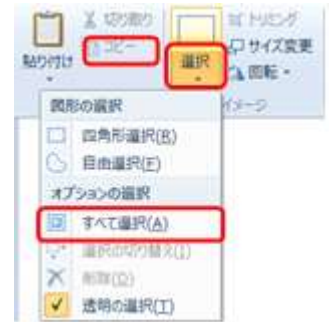 切り取り
トリミング
コピー
サイズ変更
貼り付け
選択
回転
イメージ
図形の選択
四角形選択(R)
自由選択(F)
オプションの選択
すべて選択(A)
選択の切り替え(I)
削除(D)
透明の選択(T)